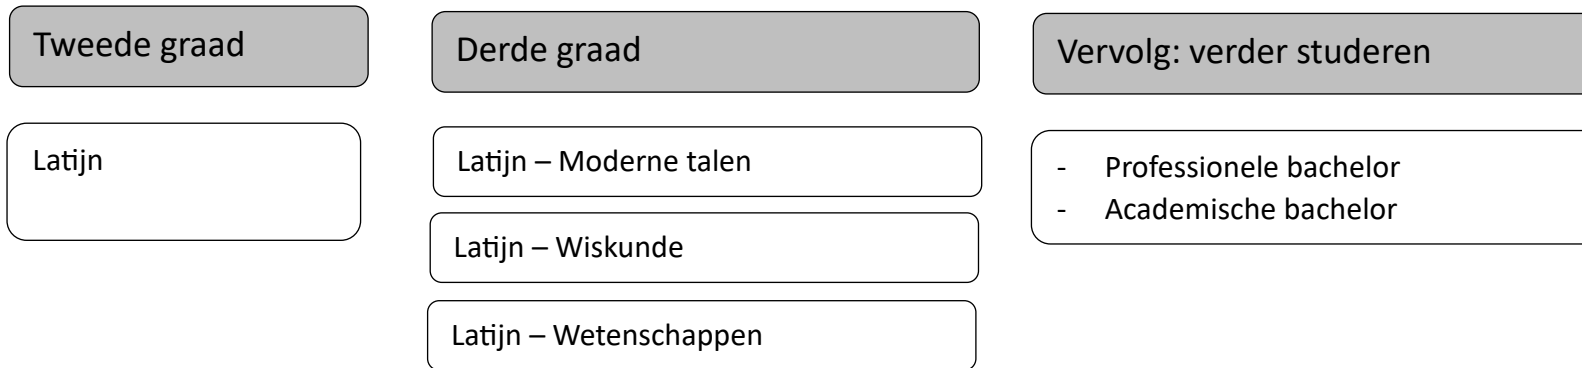 Tweede graad
Derde graad
Vervolg: verder studeren
Latijn
Latijn – Moderne talen
Latijn – Wiskunde
Latijn – Wetenschappen
- Professionele bachelor
- Academische bachelor